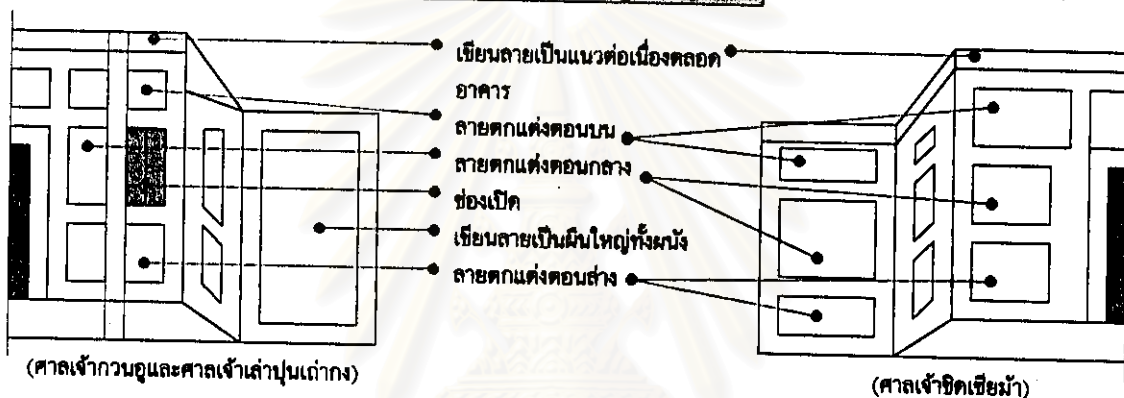 เขียนลายเป็นแนวต่อเนื่องตลอด
อาคาร
ลายตกแต่งตอนบน
ลายตกแต่งตอนกลาง
ช่องเปิด
เขียนลายเป็นผืนใหญ่ทั้งผนัง
ลายตกแต่งตอนล่าง
(ศาลเจ้ากวนอูและศาลเจ้าเล่าปุนเถ่ากง)
(ศาลเจ้าชิดเซียม้า)